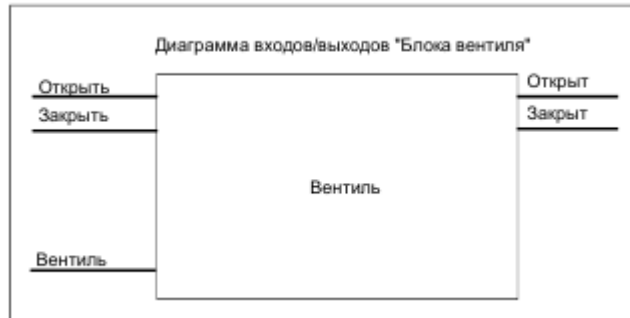 Диаграмма входов/выходов "Блока вентиля"
Открыть
Открыт
Закрыть
Закрыт
Вентиль
Вентиль